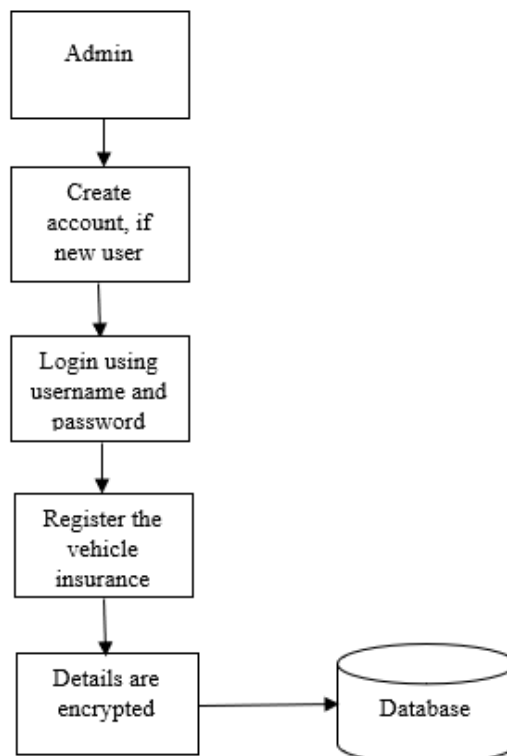 Admin
Create
account, if
new user
Login using
username and
password
Register the
vehicle
insurance
Details are
encrypted
Database